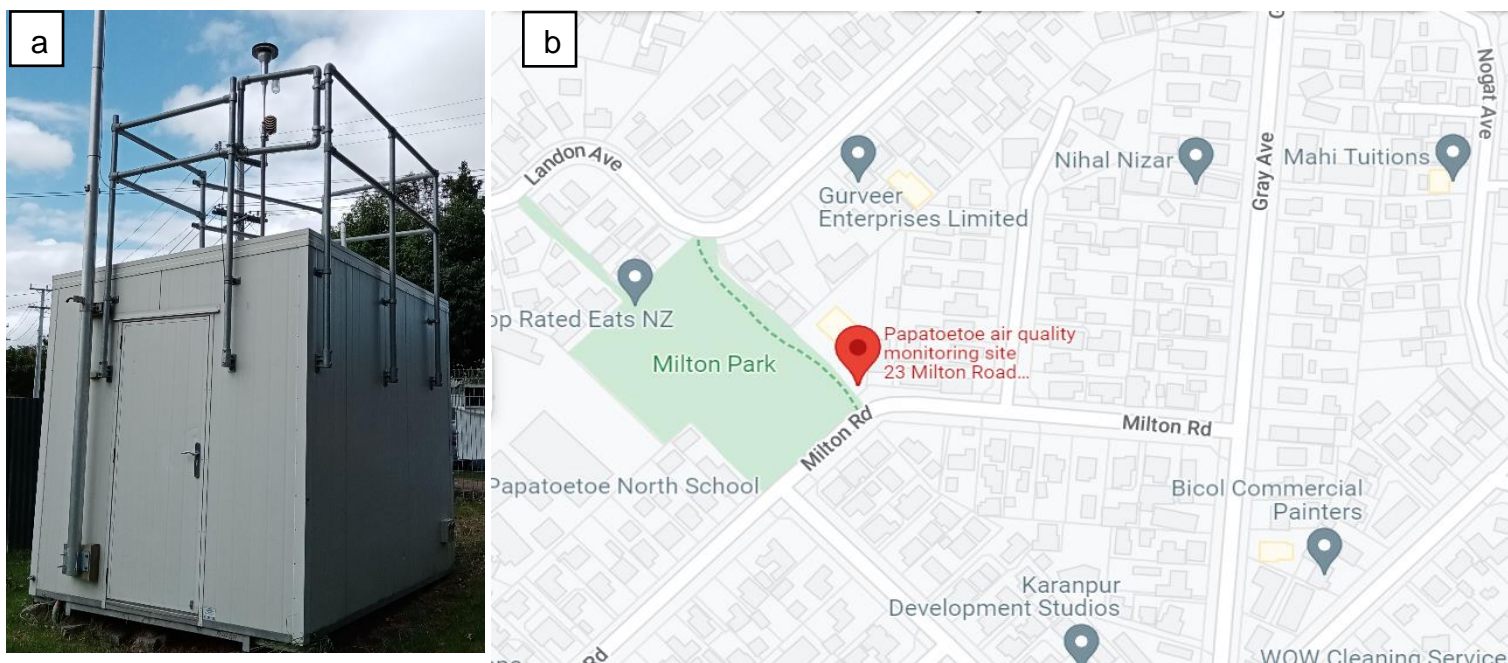 a
b
Landon Ave
Gurveer
Enterprises Limited
Nihal Nizar
Gray Ave
Mahi Tuitions
Nogat Ave
op Rated Eats NZ
Milton Park
Papatoetoe air quality
monitoring site
23 Milton Road...
Milton Rd
Milton Rd
Papatoetoe North School
Bicol Commercial
Painters
Karanpur
Development Studios
Rd
WOW Cleaning Service